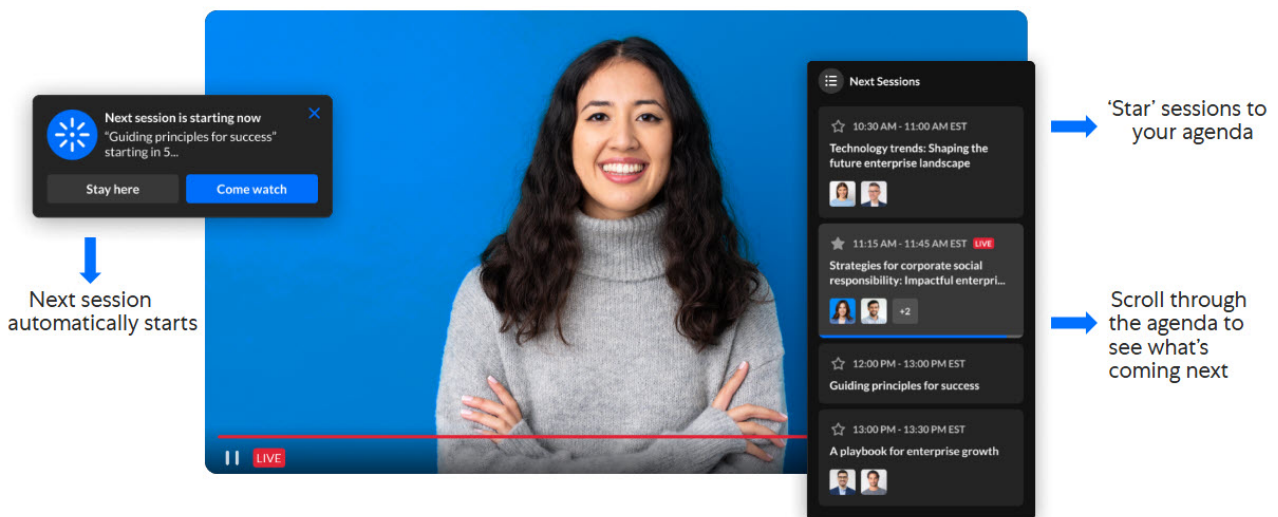 Next session is starting now
"Guiding principles for success"
starting in 5...
Stay here
Come watch
Next session
automatically starts
LIVE
Next Sessions
10:30 AM - 11:00 AM EST
Technology trends: Shaping the
future enterprise landscape
11:15 AM - 11:45 AM EST LIVE
Strategies for corporate social
responsibility: Impactful enterpri...
+2
12:00 PM - 13:00 PM EST
Guiding principles for success
13:00 PM - 13:30 PM EST
A playbook for enterprise growth
‘Star’ sessions to
your agenda
Scroll through
the agenda to
see what’s
coming next